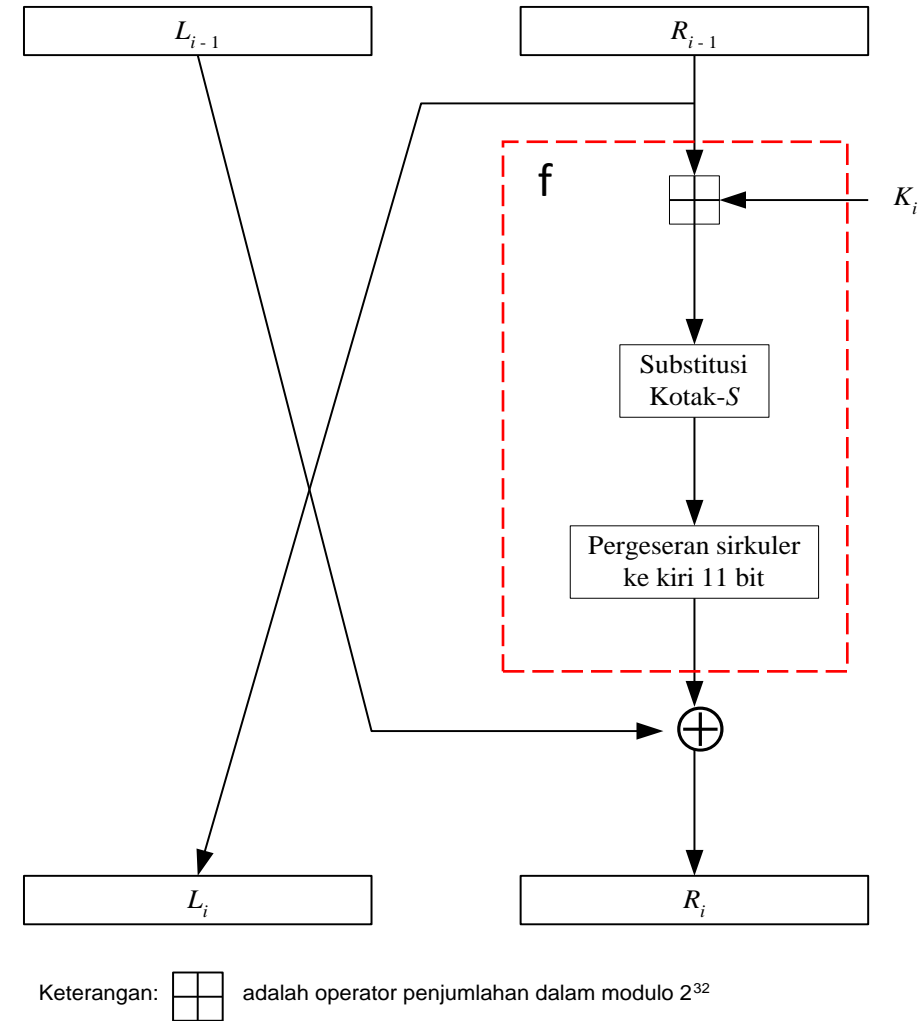 L_{i - 1}
R_{i - 1}
f
K_i
Substitusi
Kotak-S
Pergeseran sirkuler
ke kiri 11 bit
L_i
R_i
Keterangan: adalah operator penjumlahan dalam modulo 2^{32}